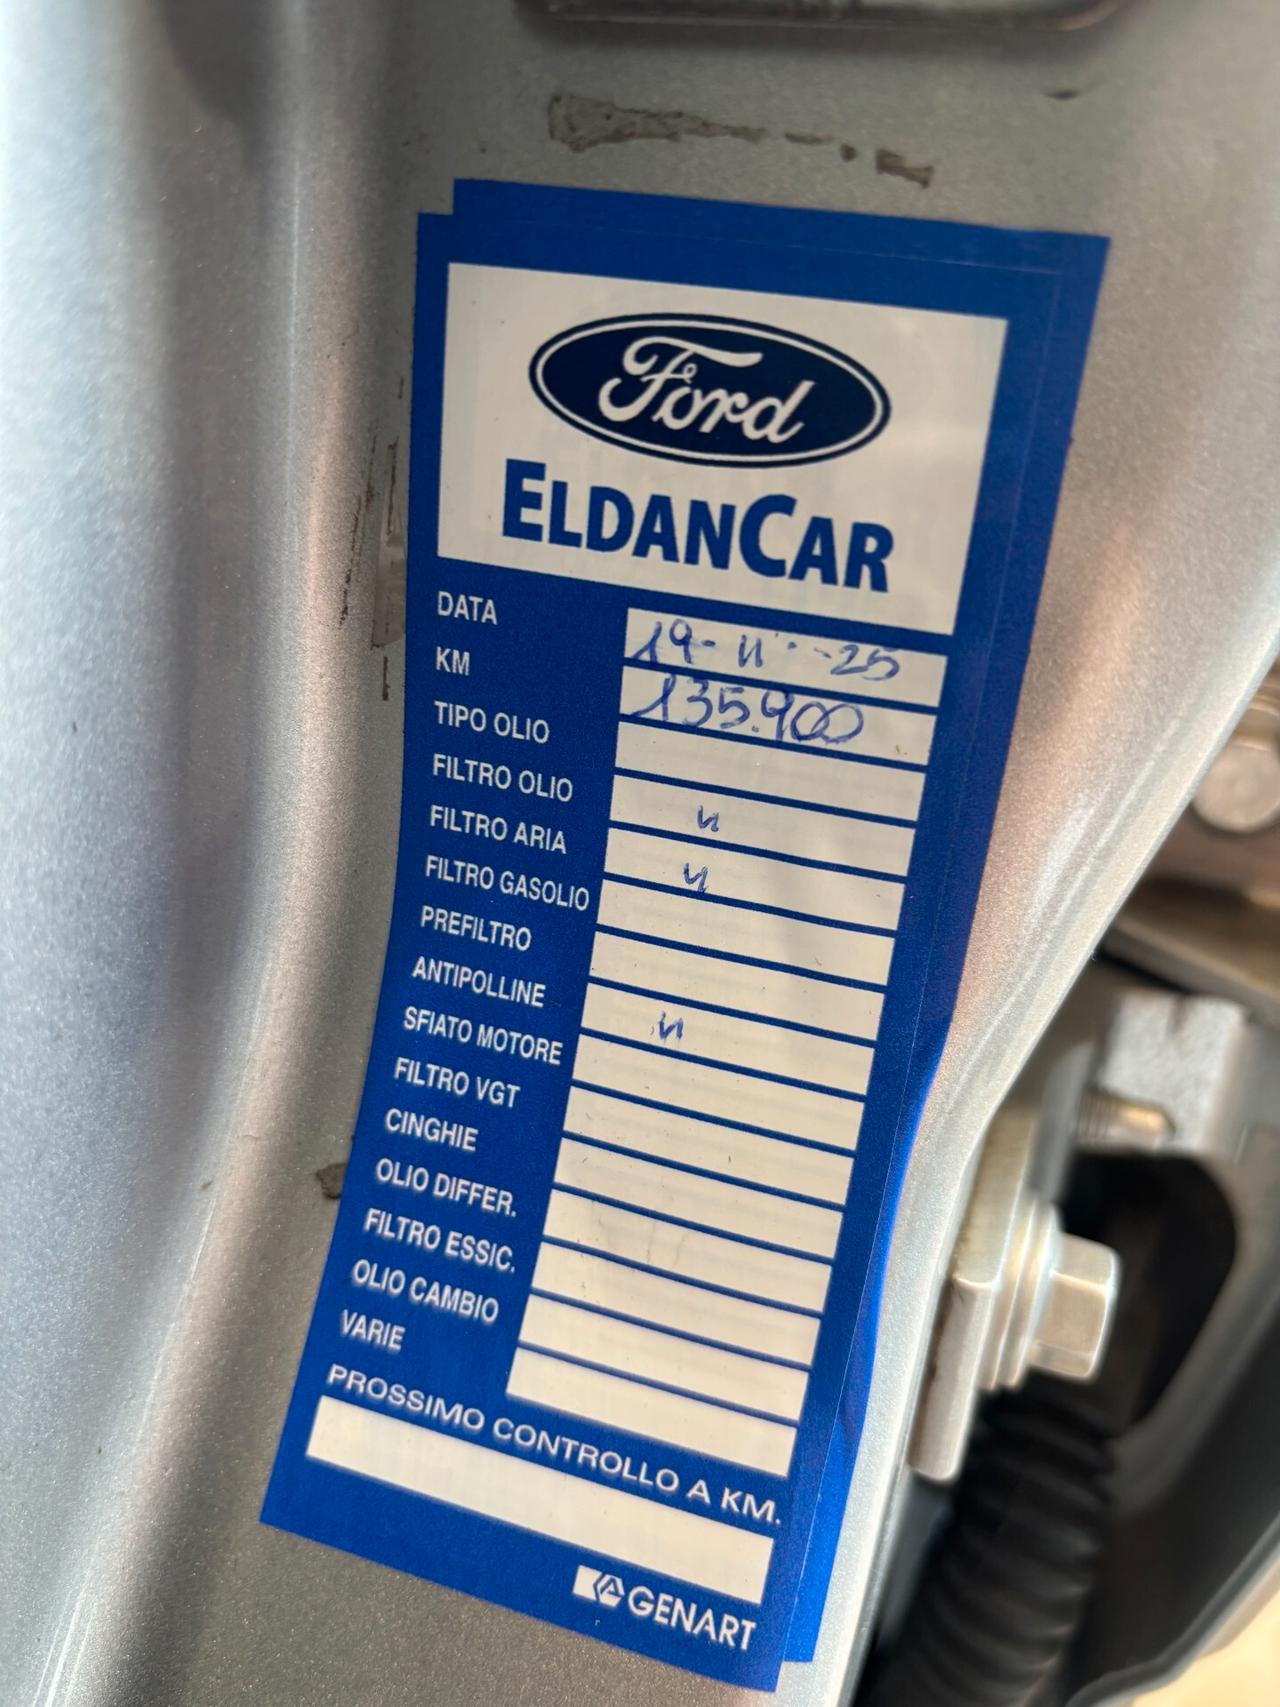 Ford
ELDANCAR
DATA 19-11-25
KM 135.900
TIPO OLIO
FILTRO OLIO "
FILTRO ARIA "
FILTRO GASOLIO
PREFILTRO
ANTIPOLLINE "
SFIATO MOTORE
FILTRO VGT
CINGHIE
OLIO DIFFER.
FILTRO ESSIC.
OLIO CAMBIO
VARIE
PROSSIMO CONTROLLO A KM.
GENART